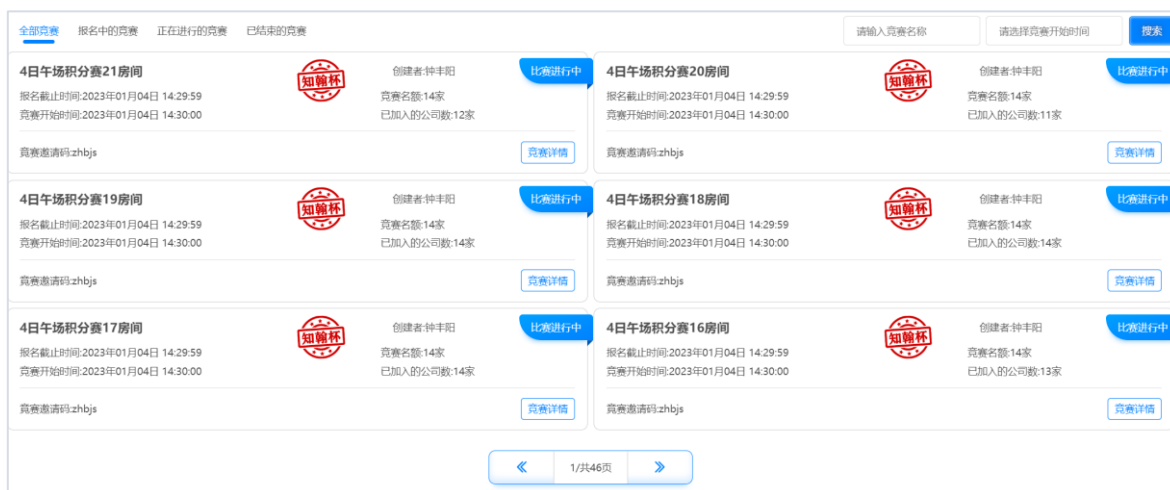 全部竞赛 报名中的竞赛 正在进行的竞赛 已结束的竞赛 请输入竞赛名称 请选择竞赛开始时间 搜索
4日午场积分赛21房间 知翰杯 创建者:钟丰阳 比赛进行中
报名截止时间:2023年01月04日 14:29:59 竞赛名额:14家
竞赛开始时间:2023年01月04日 14:30:00 已加入的公司数:12家
竞赛邀请码:zhbjs 竞赛详情
4日午场积分赛20房间 知翰杯 创建者:钟丰阳 比赛进行中
报名截止时间:2023年01月04日 14:29:59 竞赛名额:14家
竞赛开始时间:2023年01月04日 14:30:00 已加入的公司数:11家
竞赛邀请码:zhbjs 竞赛详情
4日午场积分赛19房间 知翰杯 创建者:钟丰阳 比赛进行中
报名截止时间:2023年01月04日 14:29:59 竞赛名额:14家
竞赛开始时间:2023年01月04日 14:30:00 已加入的公司数:14家
竞赛邀请码:zhbjs 竞赛详情
4日午场积分赛18房间 知翰杯 创建者:钟丰阳 比赛进行中
报名截止时间:2023年01月04日 14:29:59 竞赛名额:14家
竞赛开始时间:2023年01月04日 14:30:00 已加入的公司数:14家
竞赛邀请码:zhbjs 竞赛详情
4日午场积分赛17房间 知翰杯 创建者:钟丰阳 比赛进行中
报名截止时间:2023年01月04日 14:29:59 竞赛名额:14家
竞赛开始时间:2023年01月04日 14:30:00 已加入的公司数:14家
竞赛邀请码:zhbjs 竞赛详情
4日午场积分赛16房间 知翰杯 创建者:钟丰阳 比赛进行中
报名截止时间:2023年01月04日 14:29:59 竞赛名额:14家
竞赛开始时间:2023年01月04日 14:30:00 已加入的公司数:13家
竞赛邀请码:zhbjs 竞赛详情
1/共46页